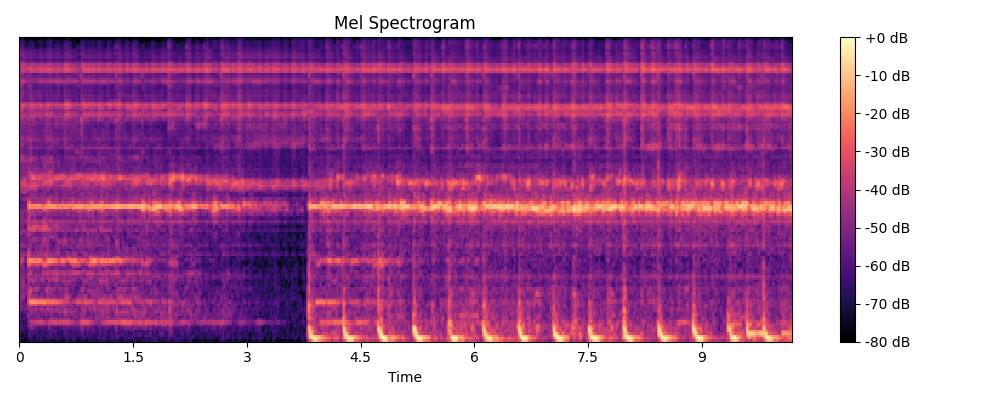 Mel Spectrogram
+0 dB
-10 dB
-20 dB
-30 dB
-40 dB
-50 dB
-60 dB
-70 dB
-80 dB
0 1.5 3 4.5 6 7.5 9
Time